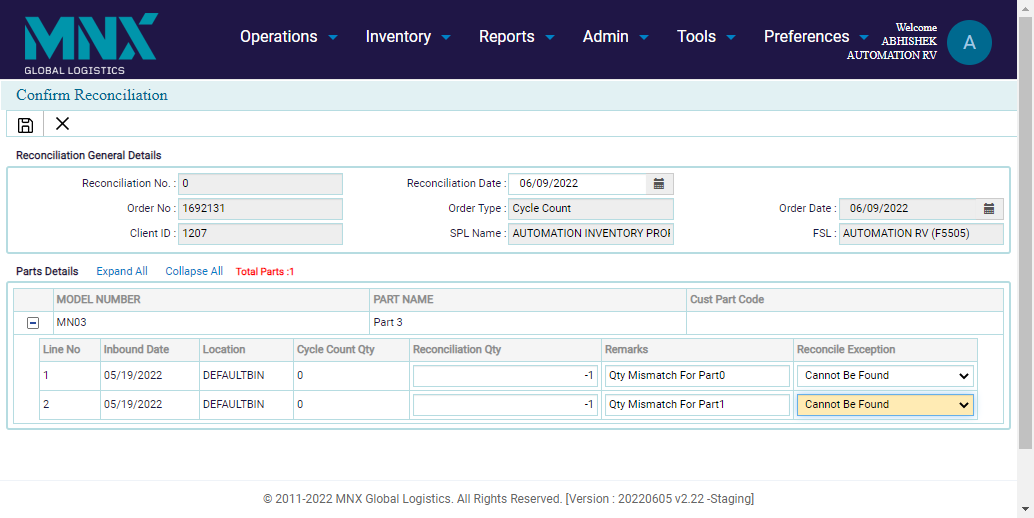 MNX
GLOBAL LOGISTICS
Operations Inventory Reports Admin Tools Preferences
Welcome
ABHISHEK
AUTOMATION RV
A
Confirm Reconciliation
Reconciliation General Details
Reconciliation No. : 0 Reconciliation Date : 06/09/2022
Order No : 1692131 Order Type : Cycle Count Order Date : 06/09/2022
Client ID : 1207 SPL Name : AUTOMATION INVENTORY PROF FSL : AUTOMATION RV (F5505)
Parts Details Expand All Collapse All Total Parts :1
MODEL NUMBER PART NAME Cust Part Code
MN03 Part 3
Line No Inbound Date Location Cycle Count Qty Reconciliation Qty Remarks Reconcile Exception
1 05/19/2022 DEFAULTBIN 0 -1 Qty Mismatch For Part0 Cannot Be Found
2 05/19/2022 DEFAULTBIN 0 -1 Qty Mismatch For Part1 Cannot Be Found
© 2011-2022 MNX Global Logistics. All Rights Reserved. [Version : 20220605 v2.22 -Staging]